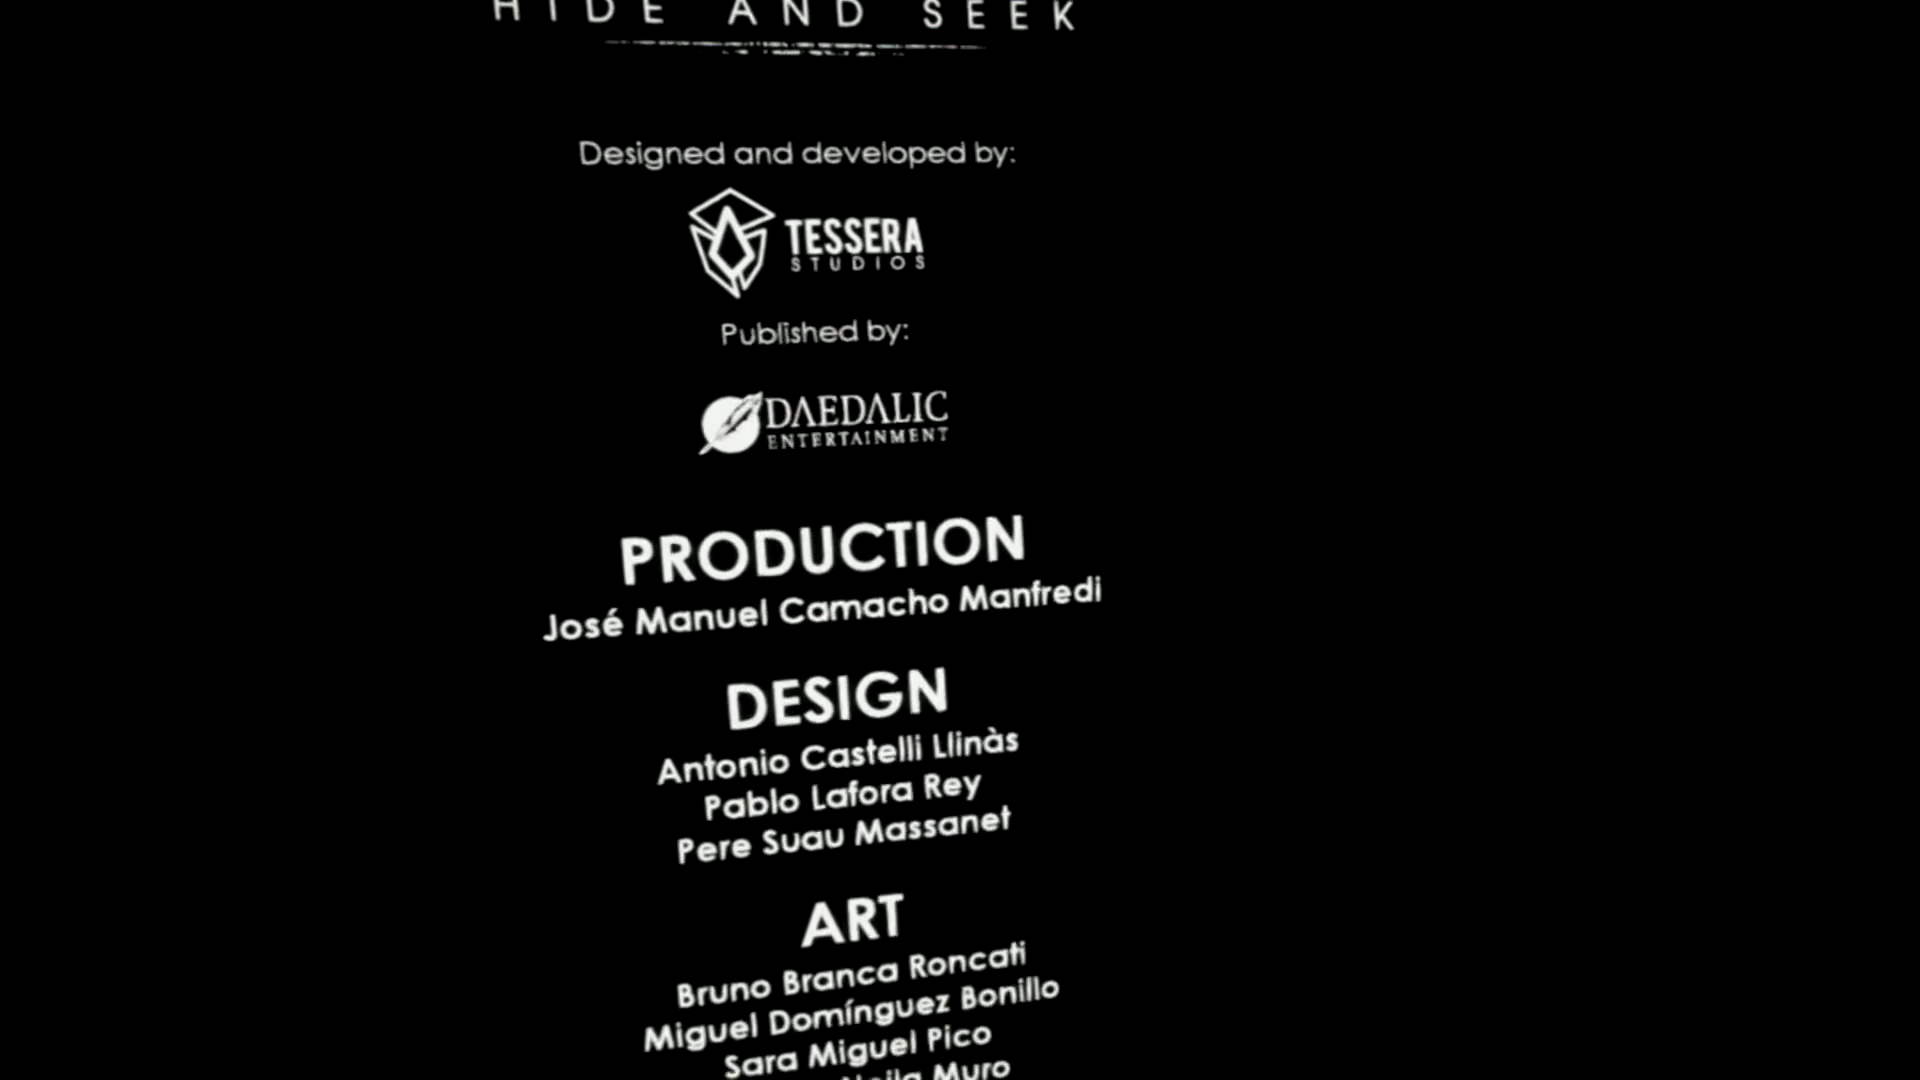 HIDE AND SEEK
Designed and developed by:
TESSERA
STUDIOS
Published by:
DAEDALIC
ENTERTAINMENT
PRODUCTION
José Manuel Camacho Manfredi
DESIGN
Antonio Castelli Llinàs
Pablo Lafora Rey
Pere Suau Massanet
ART
Bruno Branca Roncati
Miguel Domínguez Bonillo
Sara Miguel Pico
Muro